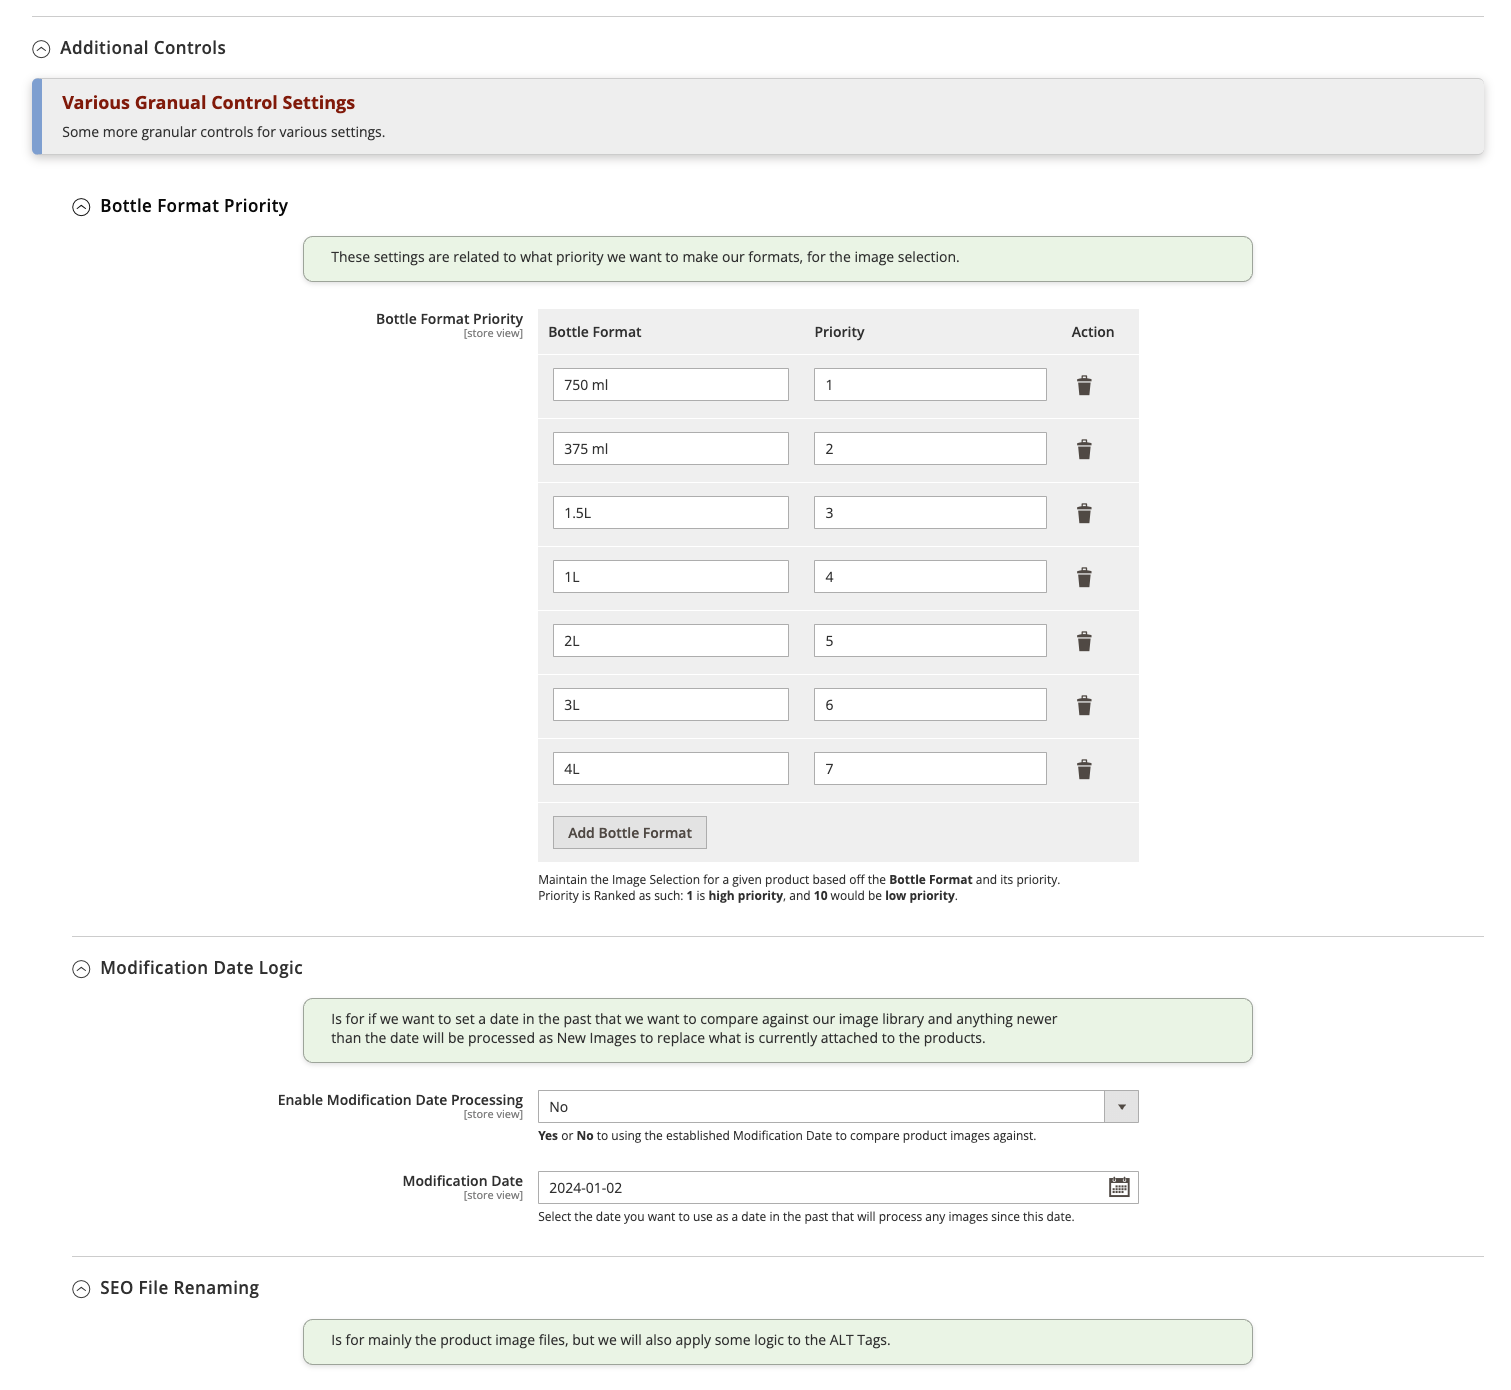 Additional Controls
Various Granual Control Settings
Some more granular controls for various settings.
Bottle Format Priority
These settings are related to what priority we want to make our formats, for the image selection.
Bottle Format Priority
[store view]
Bottle Format Priority Action
750 ml 1
375 ml 2
1.5L 3
1L 4
2L 5
3L 6
4L 7
Add Bottle Format
Maintain the Image Selection for a given product based off the Bottle Format and its priority.
Priority is Ranked as such: 1 is high priority, and 10 would be low priority.
Modification Date Logic
Is for if we want to set a date in the past that we want to compare against our image library and anything newer
than the date will be processed as New Images to replace what is currently attached to the products.
Enable Modification Date Processing
[store view]
No
Yes or No to using the established Modification Date to compare product images against.
Modification Date
[store view]
2024-01-02
Select the date you want to use as a date in the past that will process any images since this date.
SEO File Renaming
Is for mainly the product image files, but we will also apply some logic to the ALT Tags.